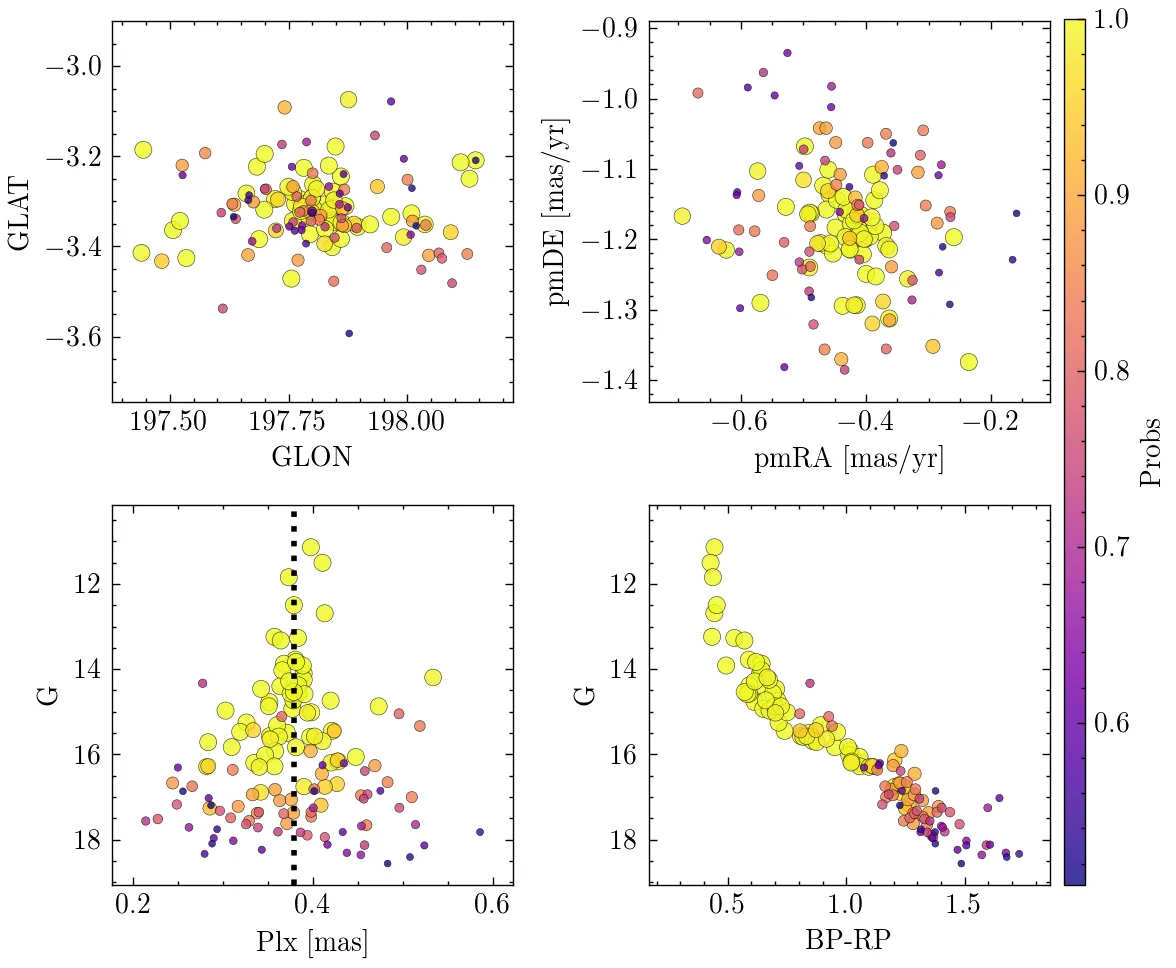 −3.0
−3.2
−3.4
−3.6
GLAT
197.50 197.75 198.00
GLON
−0.9
−1.0
−1.1
−1.2
−1.3
−1.4
pmDE [mas/yr]
−0.6 −0.4 −0.2
pmRA [mas/yr]
12
14
16
18
G
0.2 0.4 0.6
Plx [mas]
12
14
16
18
G
0.5 1.0 1.5
BP-RP
1.0
0.9
0.8
0.7
0.6
Probs